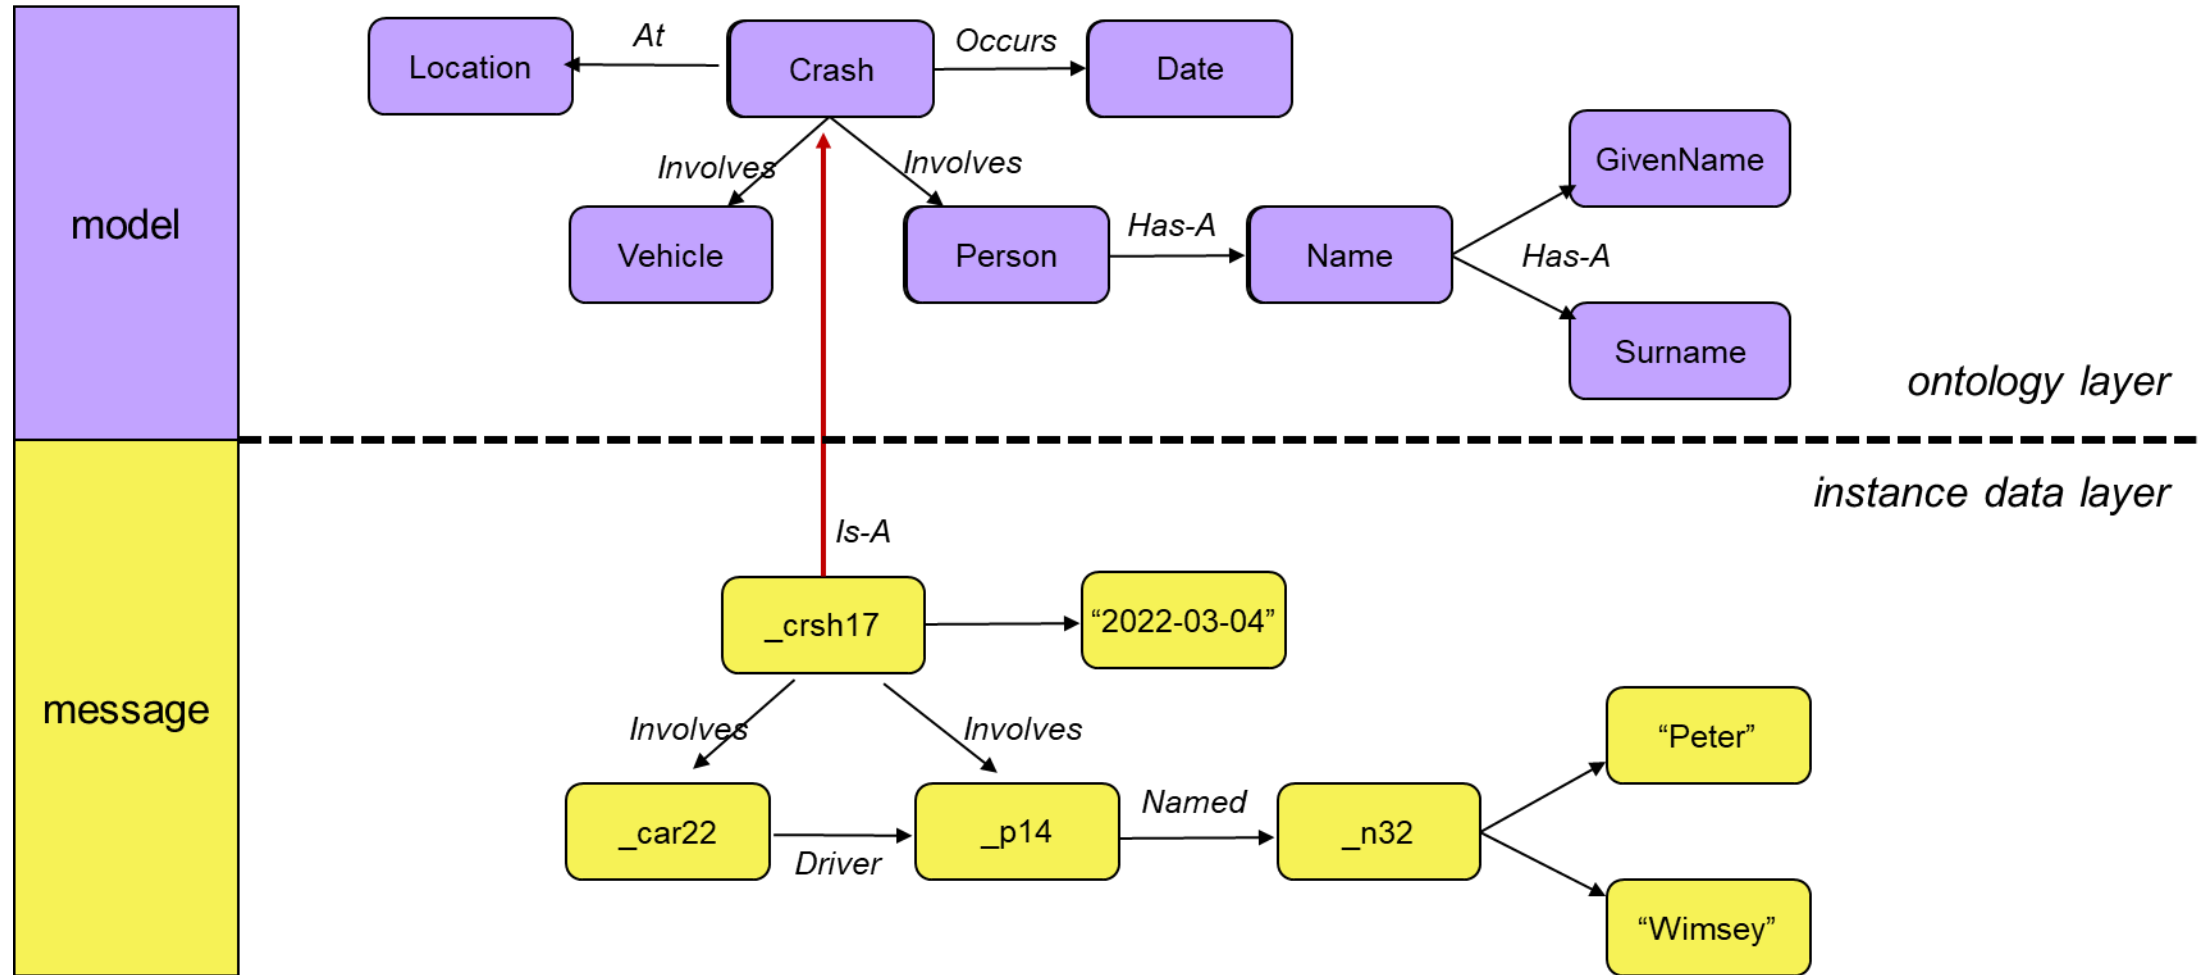 model
message
At
Occurs
Location
Crash
Date
Involves
Involves
GivenName
Vehicle
Person
Has-A
Name
Has-A
Surname
ontology layer
instance data layer
Is-A
_crsh17
“2022-03-04”
Involves
Involves
“Peter”
_car22
Driver
_p14
Named
_n32
“Wimsey”